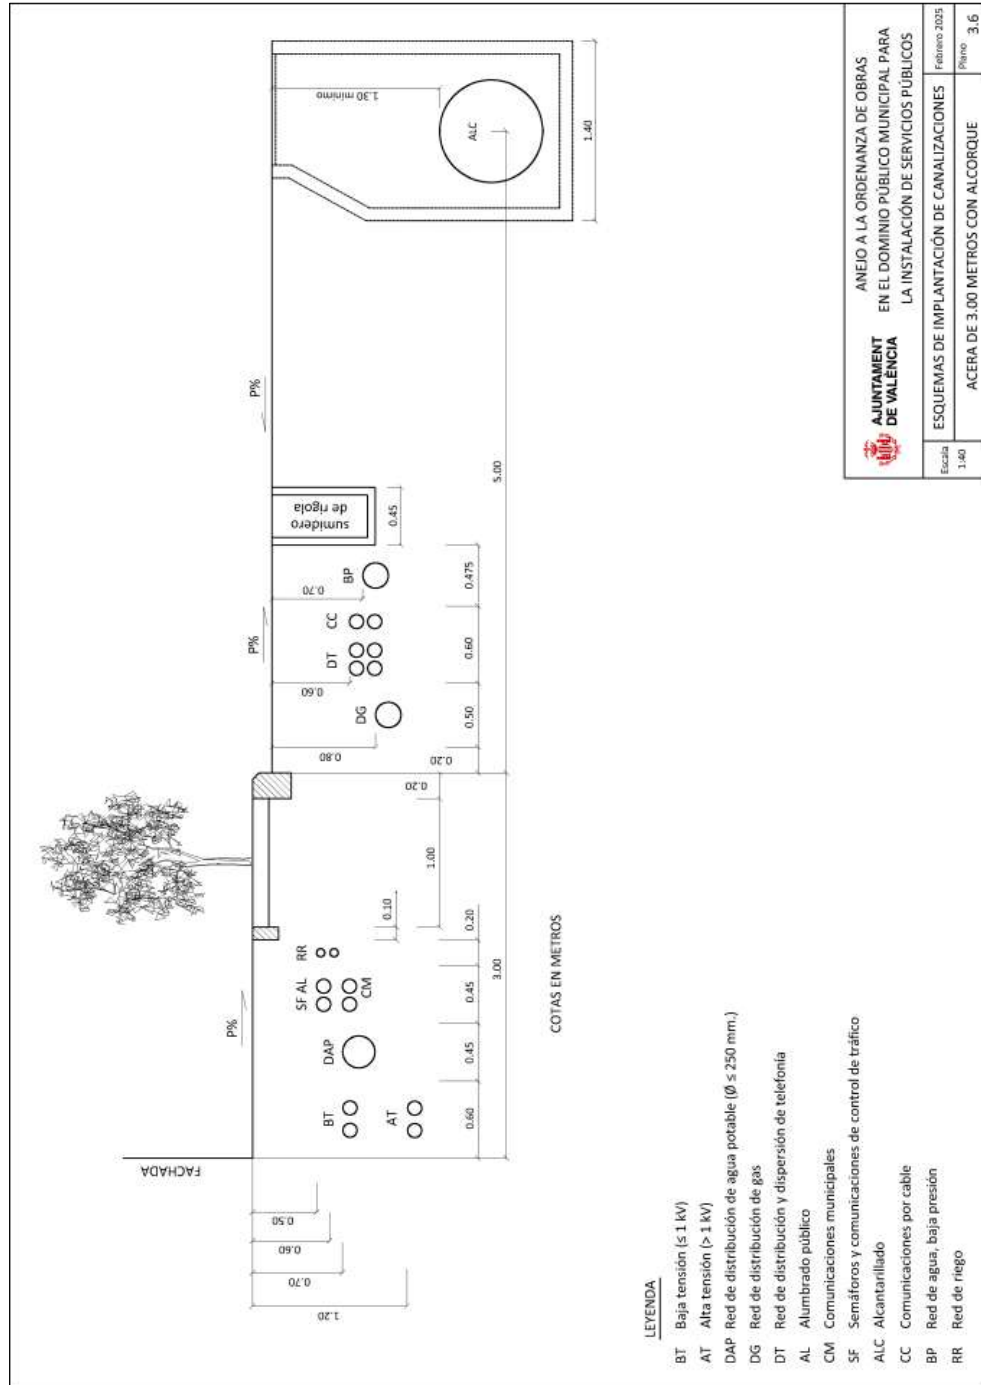 FACHADA
P%
P%
P%
0.50
0.60
0.70
1.20
BT
AT
DAP
SF AL
CM
RR
0.10
1.00
0.20
0.20
0.80
DG
0.60
DT
CC
0.70
BP
sumidero
de rigola
0.45
1.30 mínimo
ALC
1.40
0.60
0.45
0.45
0.20
0.50
0.60
0.475
3.00
5.00
COTAS EN METROS
LEYENDA
BT Baja tensión (≤ 1 kV)
AT Alta tensión (> 1 kV)
DAP Red de distribución de agua potable (Ø ≤ 250 mm.)
DG Red de distribución de gas
DT Red de distribución y dispersión de telefonía
AL Alumbrado público
CM Comunicaciones municipales
SF Semáforos y comunicaciones de control de tráfico
ALC Alcantarillado
CC Comunicaciones por cable
BP Red de agua, baja presión
RR Red de riego
AJUNTAMENT
DE VALÈNCIA
ANEJO A LA ORDENANZA DE OBRAS
EN EL DOMINIO PÚBLICO MUNICIPAL PARA
LA INSTALACIÓN DE SERVICIOS PÚBLICOS
Escala
1:40
ESQUEMAS DE IMPLANTACIÓN DE CANALIZACIONES
Febrero 2025
ACERA DE 3.00 METROS CON ALCORQUE
Plano 3.6